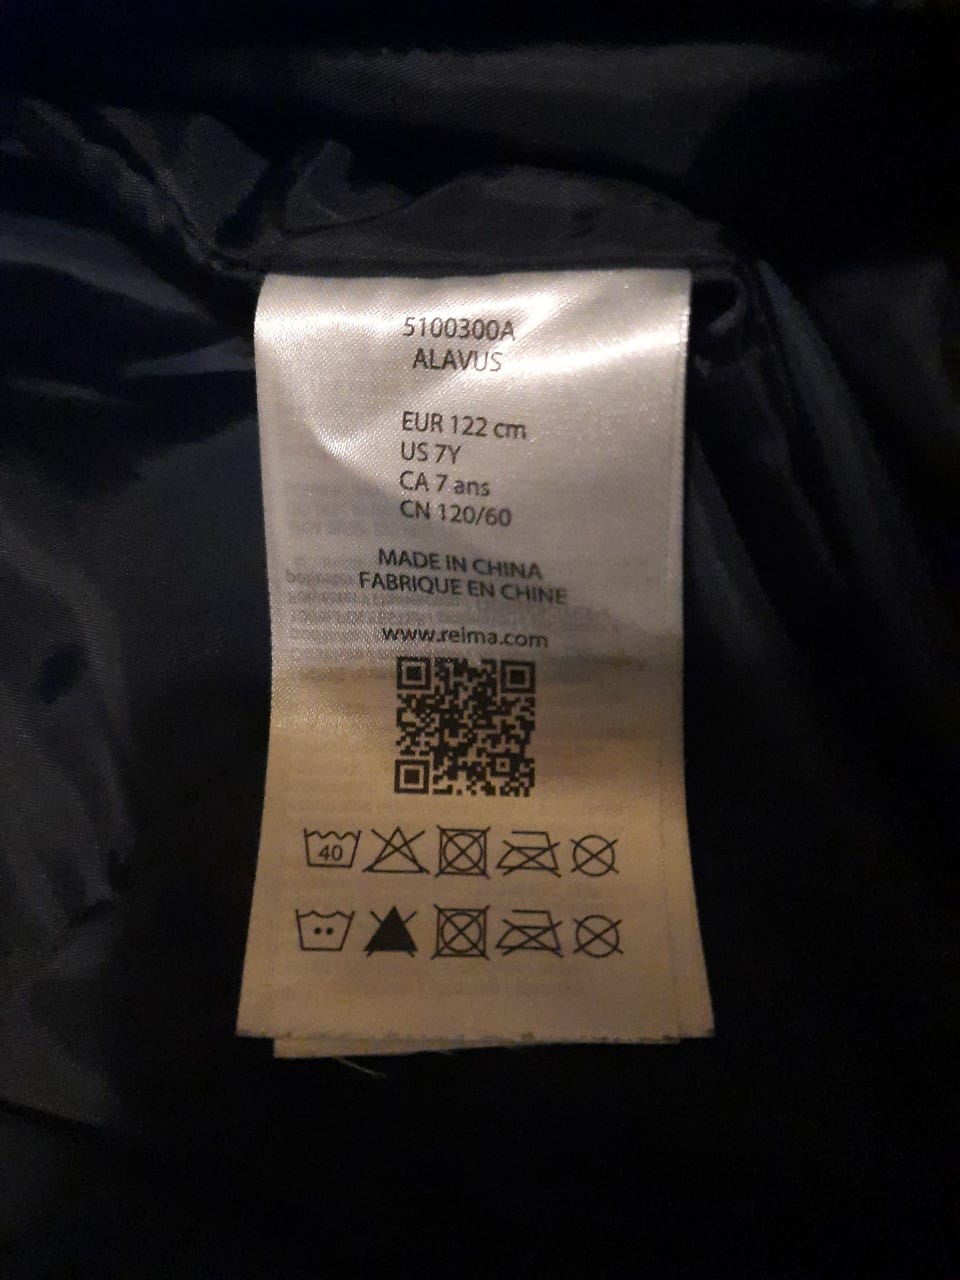 5100300A
ALAVUS
EUR 122 cm
US 7Y
CA 7 ans
CN 120/60
MADE IN CHINA
FABRIQUE EN CHINE
www.reima.com
40